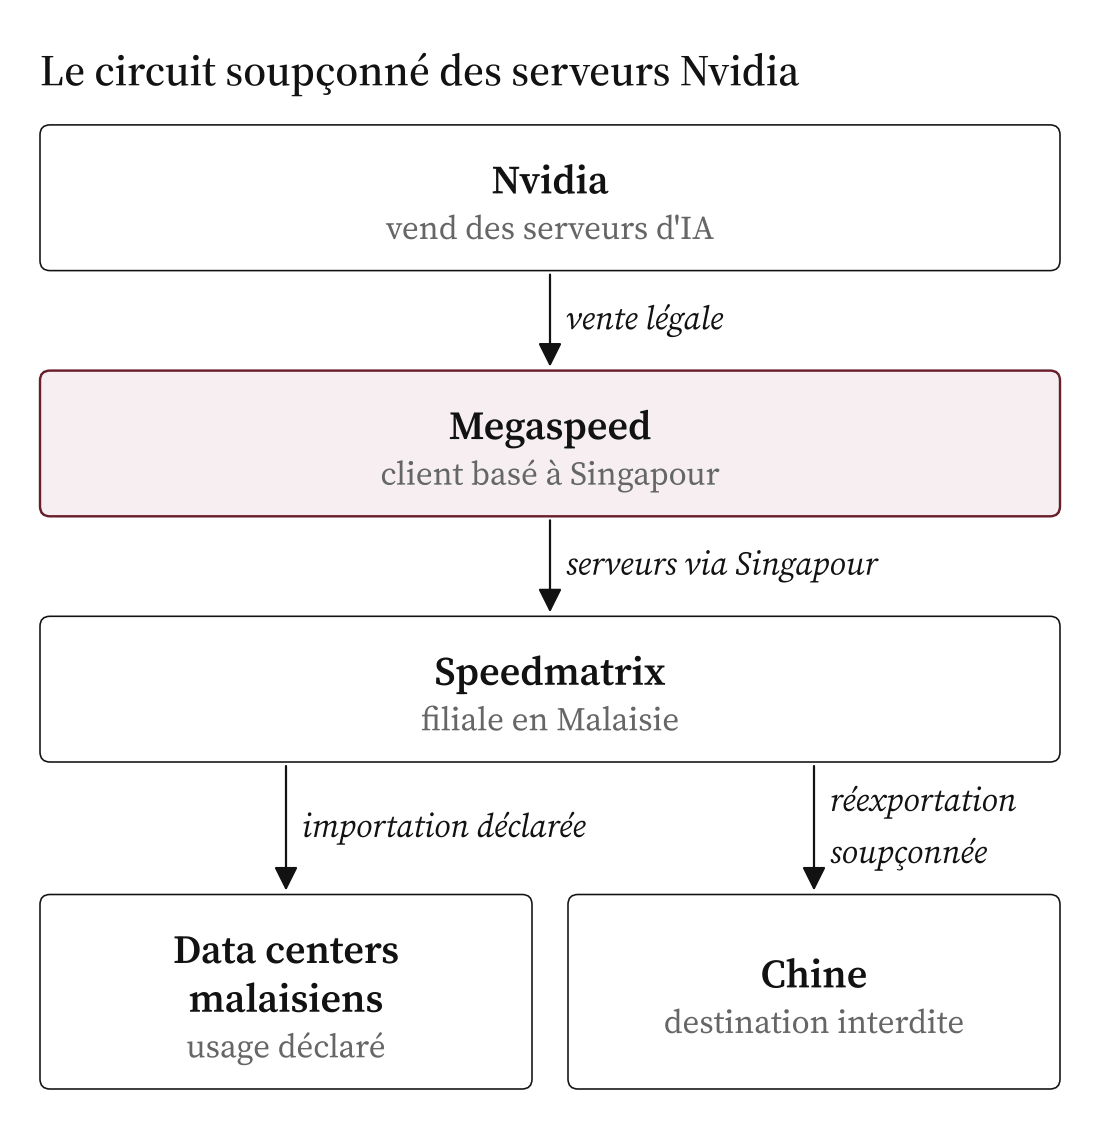 Le circuit soupçonné des serveurs Nvidia
Nvidia
vend des serveurs d'IA
vente légale
Megaspeed
client basé à Singapour
serveurs via Singapour
Speedmatrix
filiale en Malaisie
importation déclarée
réexportation
soupçonnée
Data centers
malaisiens
usage déclaré
Chine
destination interdite